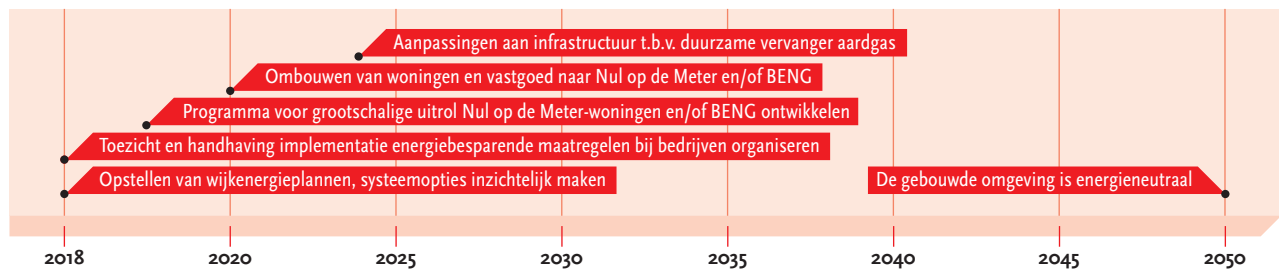 Aanpassingen aan infrastructuur t.b.v. duurzame vervanger aardgas
Ombouwen van woningen en vastgoed naar Nul op de Meter en/of BENG
Programma voor grootschalige uitrol Nul op de Meter-woningen en/of BENG ontwikkelen
Toezicht en handhaving implementatie energiebesparende maatregelen bij bedrijven organiseren
Opstellen van wijkenergieplannen, systeemopties inzichtelijk maken
De gebouwde omgeving is energieneutraal
2018 2020 2025 2030 2035 2040 2045 2050